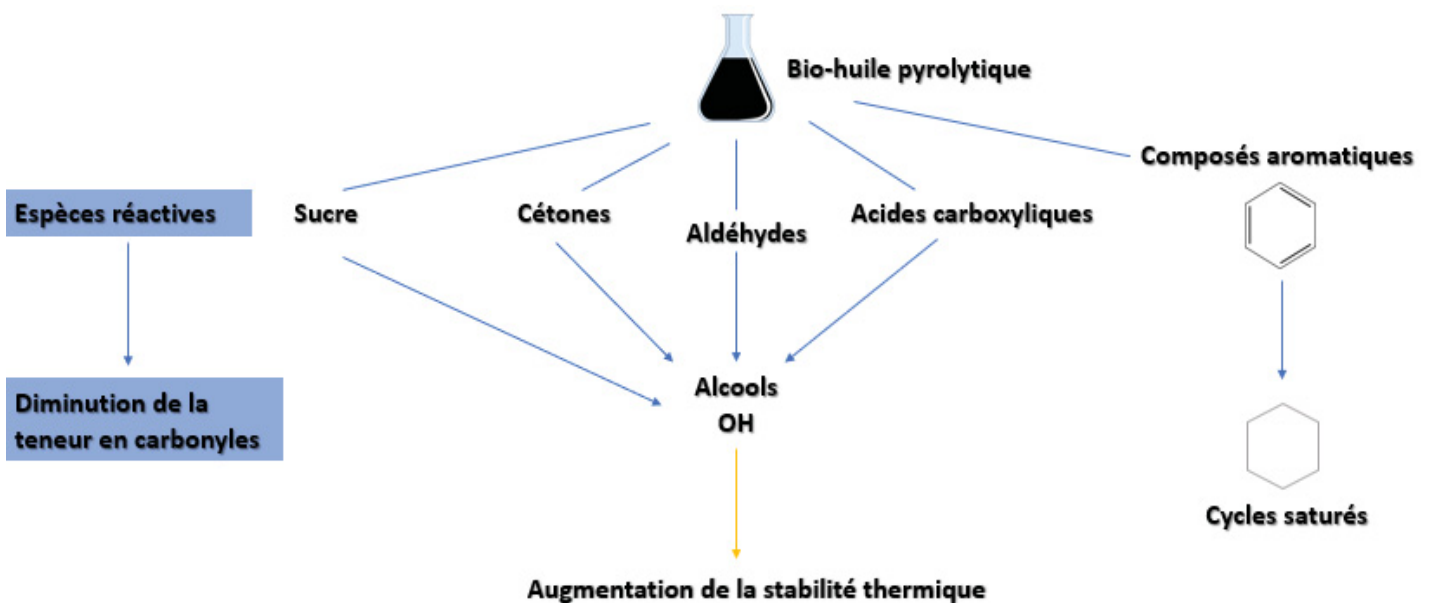 Bio-huile pyrolytique
Composés aromatiques
Espèces réactives
Sucre
Cétones
Aldéhydes
Acides carboxyliques
Diminution de la
teneur en carbonyles
Alcools
OH
Cycles saturés
Augmentation de la stabilité thermique